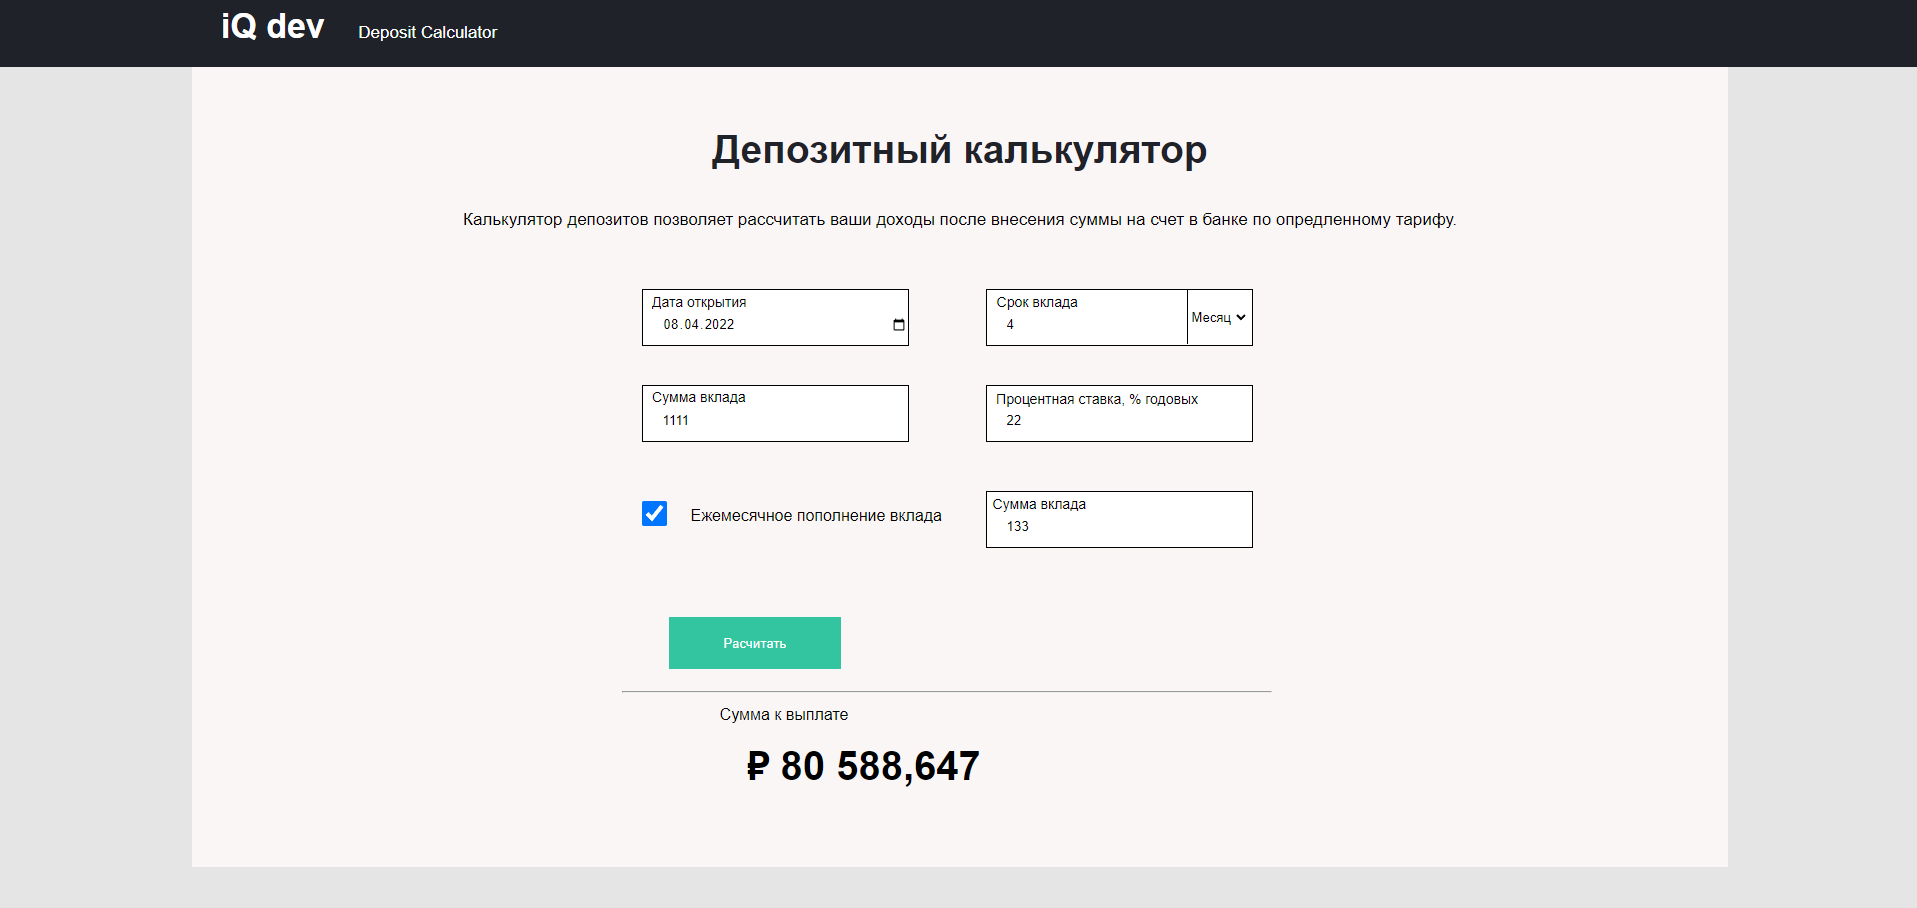 iQ dev
Deposit Calculator
Депозитный калькулятор
Калькулятор депозитов позволяет рассчитать ваши доходы после внесения суммы на счет в банке по опредленному тарифу.
Дата открытия
08.04.2022
Срок вклада
4
Месяц
Сумма вклада
1111
Процентная ставка, % годовых
22
Ежемесячное пополнение вклада
Сумма вклада
133
Расчитать
Сумма к выплате
₽ 80 588,647